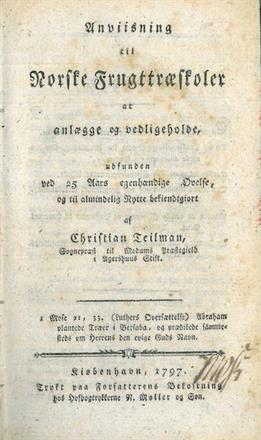 Anviisning
til
Norske Frugttræskoler
at
anlægge og vedligeholde,
udfunden
ved 25 Aars egenhændige Øvelse,
og til almindelig Nytte bekiendtgiort
af
Christian Teilman,
Sognepræst til Modums Præstegield
i Agershuus Stift.
1 Mose 21, 33. (Luthers Oversættelse) Abraham
plantede Træer i Bersaba, og prædikede sammesteds om Herrens den evige Guds Navn.
Kiøbenhavn, 1797.
Trykt paa Forfatterens Bekostning
hos Hofbogtrykkerne N. Møller og Søn.